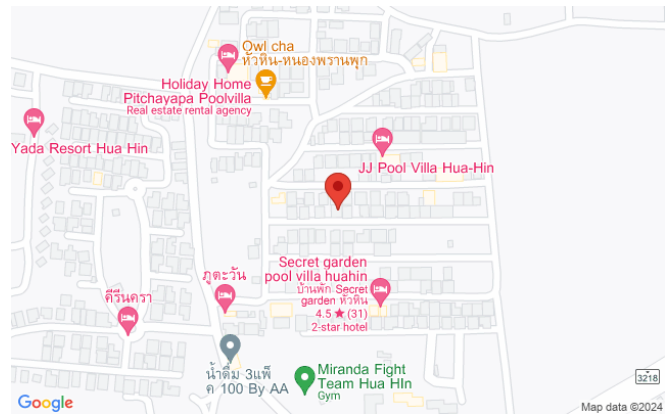 Owl cha
หัวหิน-หนองพรานพุก
Holiday Home
Pitchayapa Poolvilla
Real estate rental agency
Yada Resort Hua Hin
JJ Pool Villa Hua-Hin
Secret garden
pool villa huahin
บ้านพัก Secret
garden หัวหิน
4.5 ★ (31)
2-star hotel
ภูตะวัน
คีรีนครา
น้ำดื่ม 3แพ็
ค 100 By AA
Miranda Fight
Team Hua HIn
Gym
3218
Google
Map data ©2024